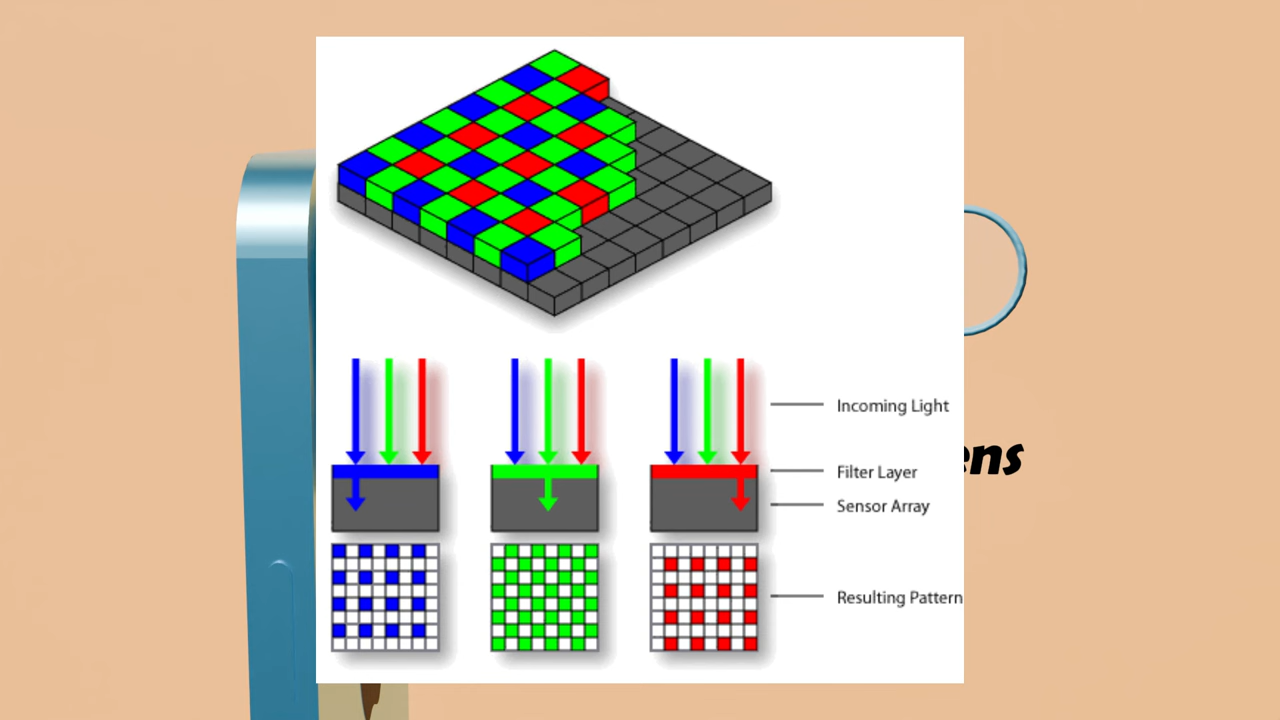 Incoming Light
Filter Layer
Sensor Array
Resulting Pattern